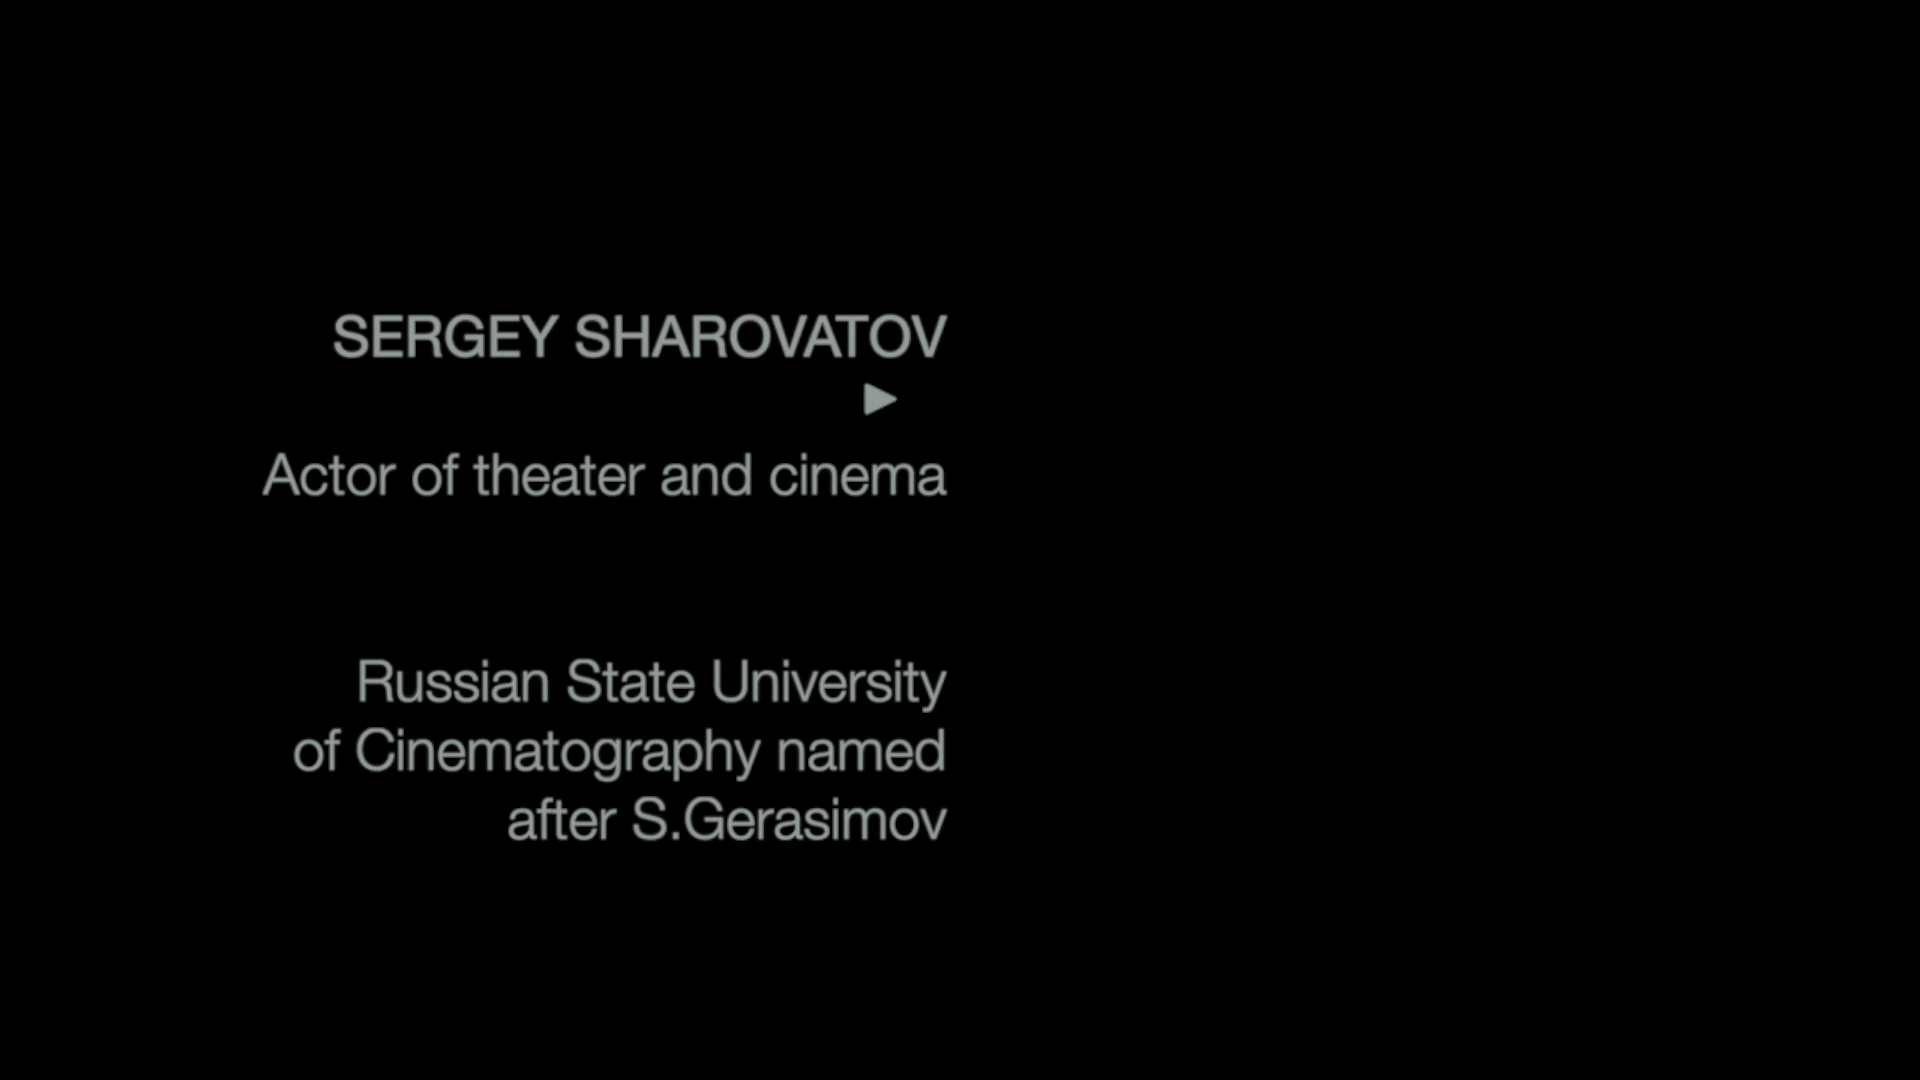 SERGEY SHAROVATOV
Actor of theater and cinema
Russian State University
of Cinematography named
after S.Gerasimov